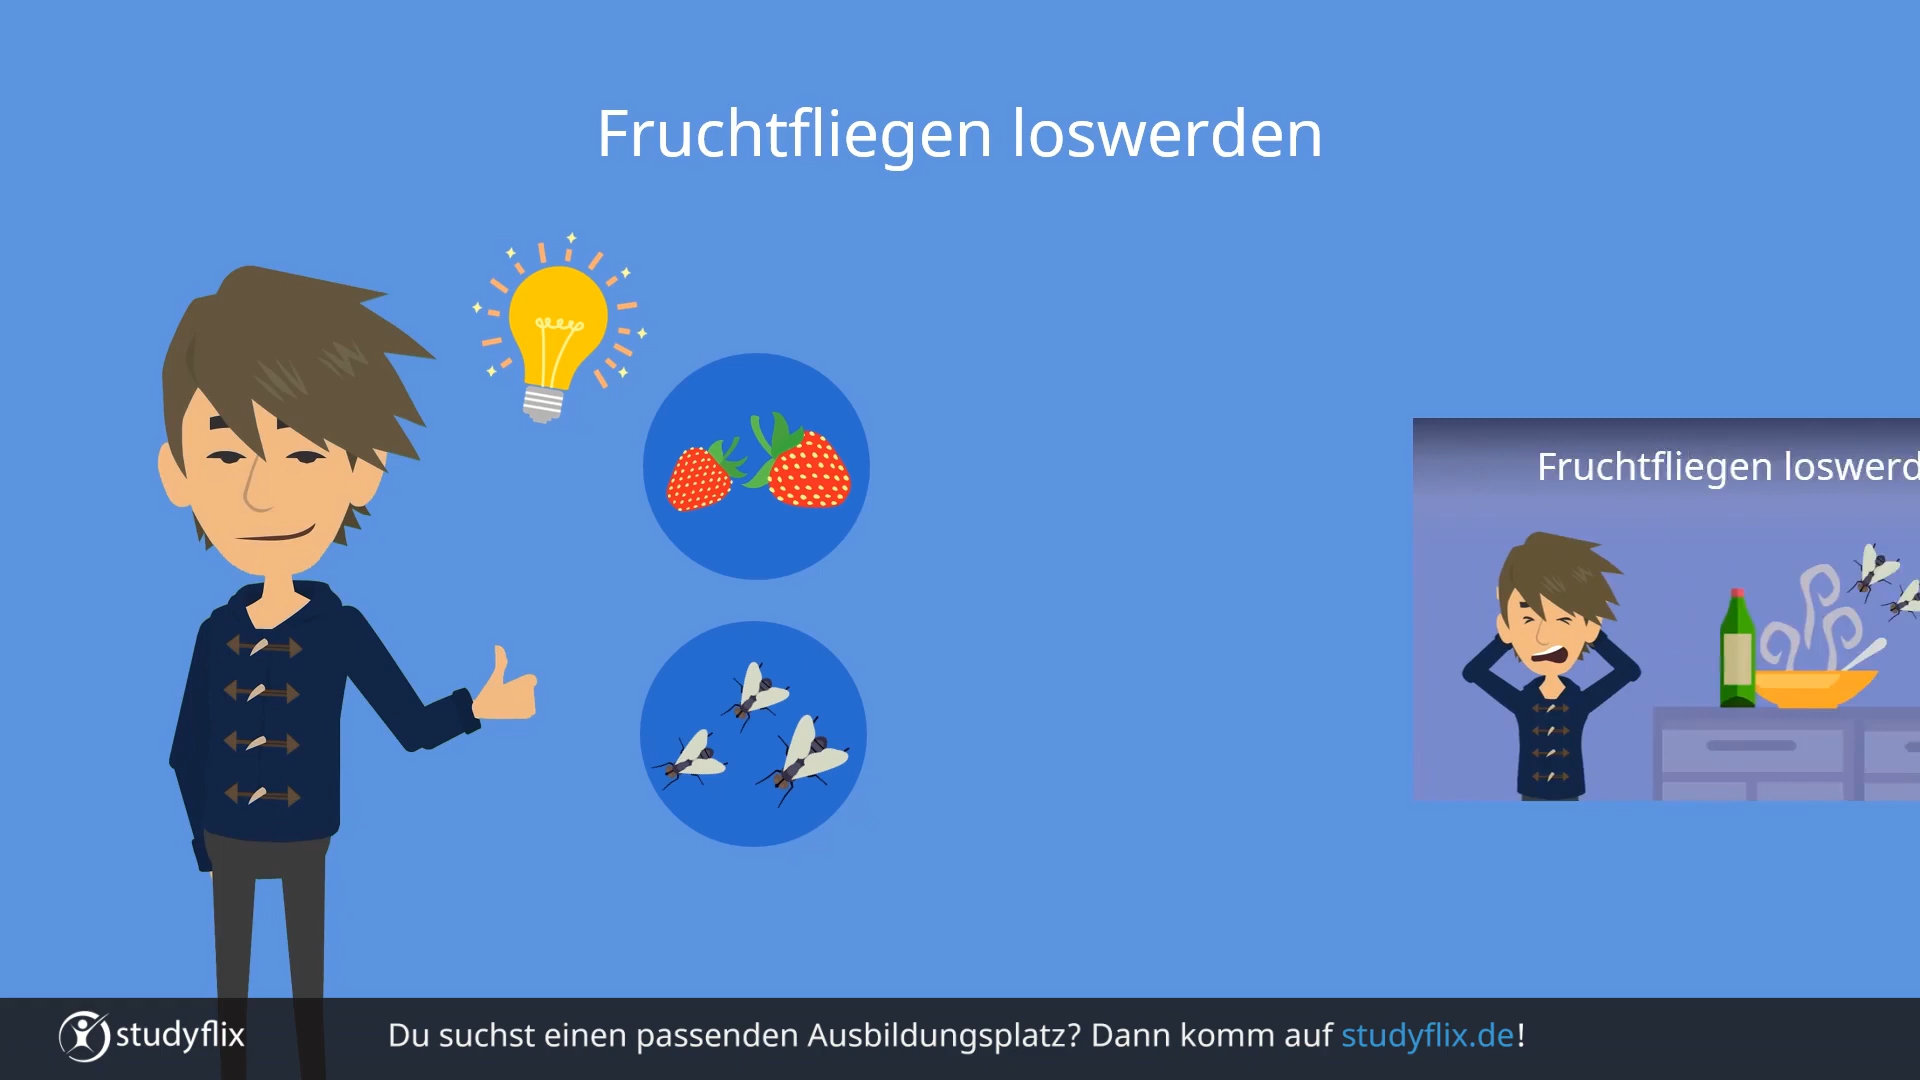 Fruchtfliegen loswerden
Fruchtfliegen loswerd
studyflix
Du suchst einen passenden Ausbildungsplatz? Dann komm auf studyflix.de!